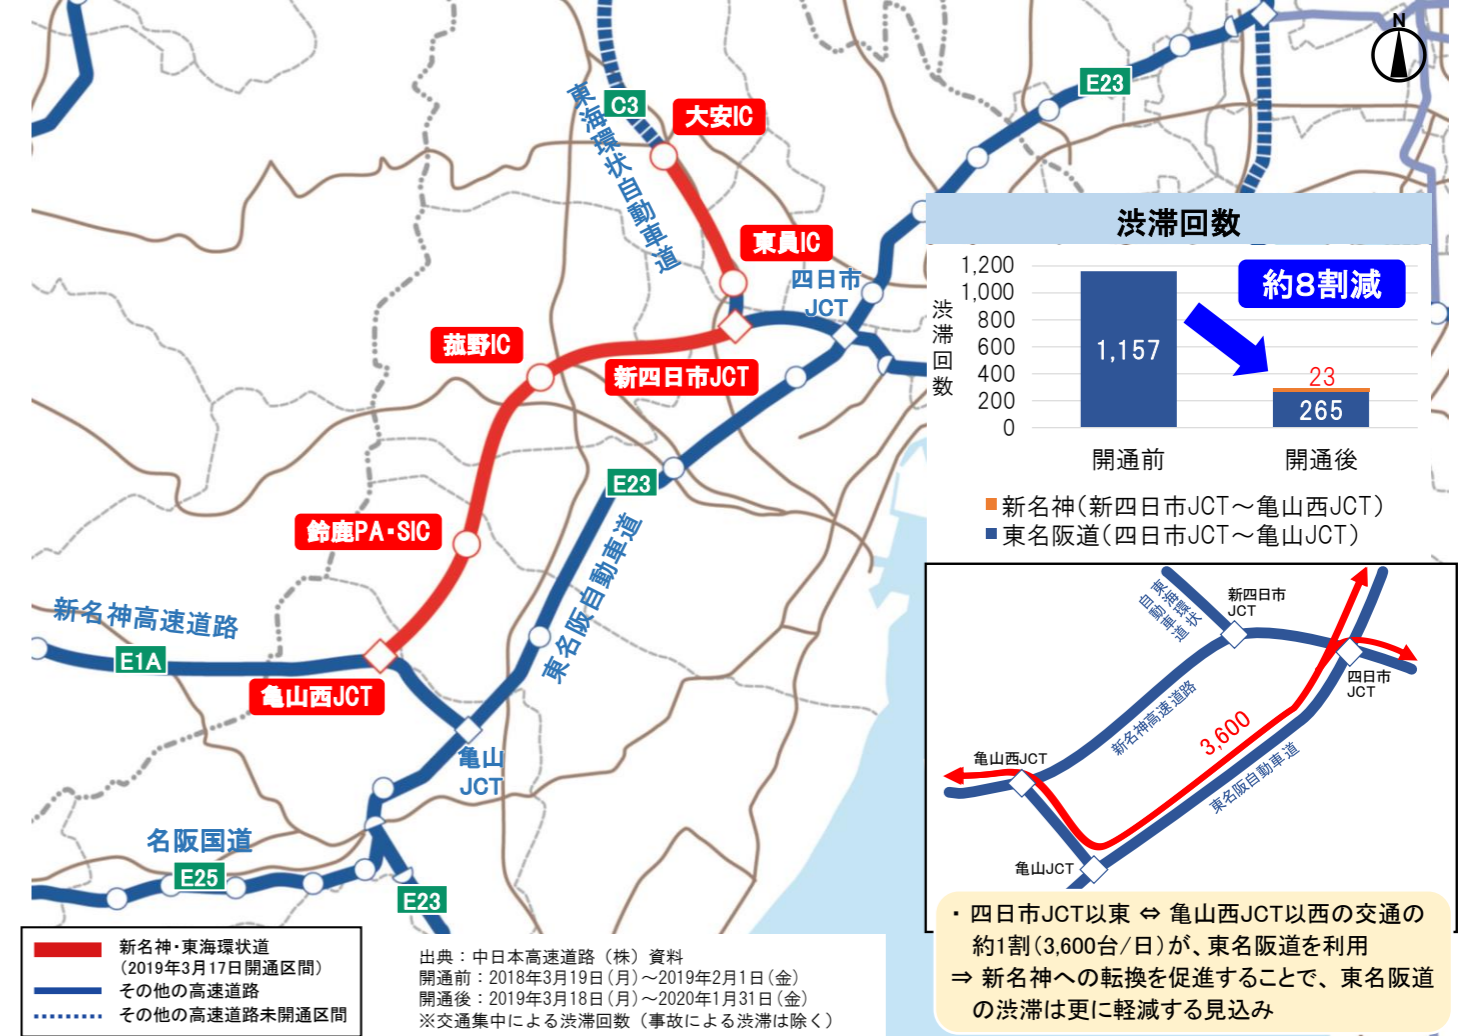 N
E23
C3
大安IC
東海環状自動車道
東員IC
四日市
JCT
菰野IC
新四日市JCT
E23
鈴鹿PA・SIC
東名阪自動車道
新名神高速道路
E1A
亀山西JCT
亀山
JCT
名阪国道
E25
E23
渋滞回数
約8割減
渋滞回数
1,200
1,000
800
600
400
200
0
1,157
23
265
開通前
開通後
新名神(新四日市JCT～亀山西JCT)
東名阪道(四日市JCT～亀山JCT)
東海環状
自動車道
新四日市
JCT
四日市
JCT
新名神高速道路
3,600
東名阪自動車道
亀山西JCT
亀山JCT
・ 四日市JCT以東 ⇔ 亀山西JCT以西の交通の
約1割(3,600台/日)が、東名阪道を利用
⇒ 新名神への転換を促進することで、東名阪道
の渋滞は更に軽減する見込み
新名神・東海環状道
(2019年3月17日開通区間)
その他の高速道路
その他の高速道路未開通区間
出典：中日本高速道路（株）資料
開通前：2018年3月19日(月)～2019年2月1日(金)
開通後：2019年3月18日(月)～2020年1月31日(金)
※交通集中による渋滞回数（事故による渋滞は除く）